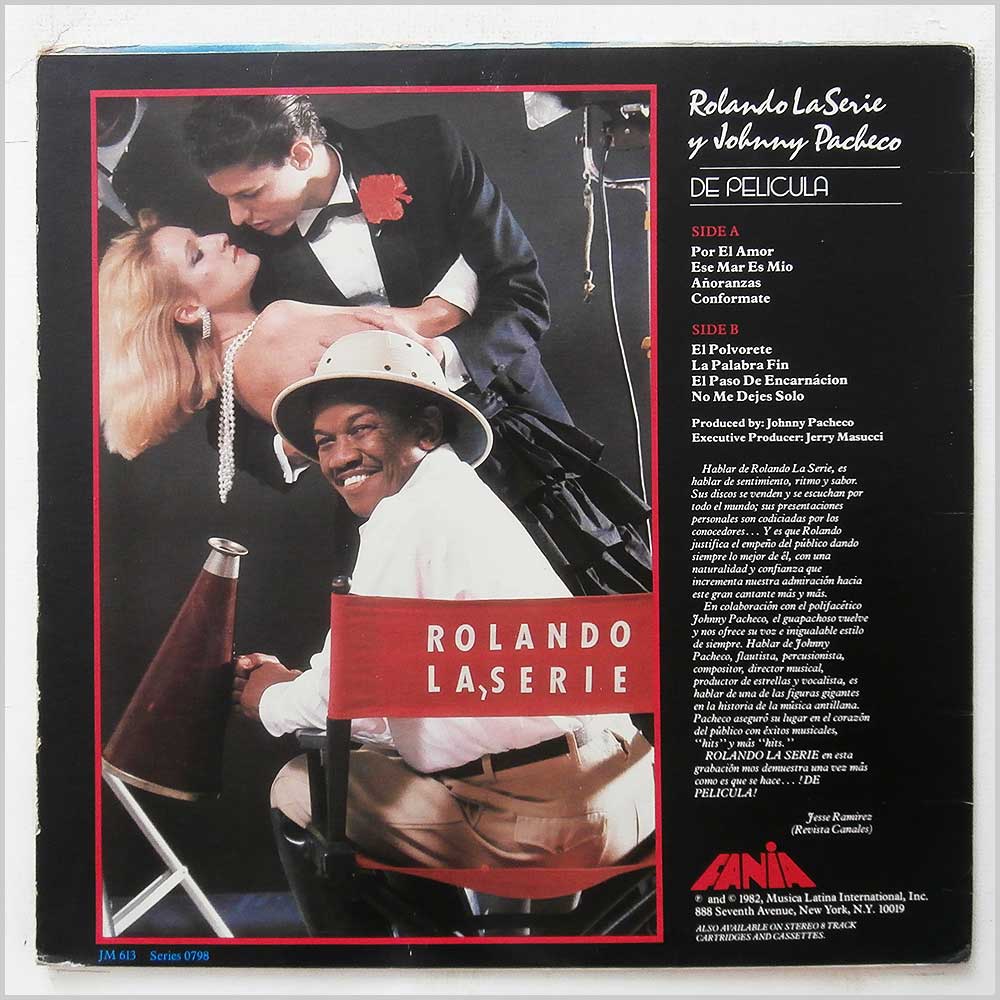 Rolando LaSerie
y Johnny Pacheco
DE PELICULA
SIDE A
Por El Amor
Ese Mar Es Mio
Añoranzas
Conformate
SIDE B
El Polvorete
La Palabra Fin
El Paso De Encarnácion
No Me Dejes Solo
Produced by: Johnny Pacheco
Executive Producer: Jerry Masucci
Hablar de Rolando La Serie, es
hablar de sentimiento, ritmo y sabor.
Sus discos se venden y se escuchan por
todo el mundo; sus presentaciones
personales son codiciadas por los
conocedores... Y es que Rolando
justifica el empeño del público dando
siempre lo mejor de él, con una
naturalidad y confianza que
incrementa nuestra admiración hacia
este gran cantante más y más.
En colaboración con el polifacético
Johnny Pacheco, el guapachoso vuelve
y nos ofrece su voz e inigualable estilo
de siempre. Hablar de Johnny
Pacheco, flautista, percusionista,
compositor, director musical,
productor de estrellas y vocalista, es
hablar de una de las figuras gigantes
en la historia de la música antillana.
Pacheco aseguró su lugar en el corazón
del público con éxitos musicales,
"hits" y más "hits."
ROLANDO LA SERIE en esta
grabación mos demuestra una vez más
como es que se hace... !DE
PELICULA!
Jesse Ramirez
(Revista Canales)
ROLANDO
LA,SERIE
FANIA
℗ and © 1982, Musica Latina International, Inc.
888 Seventh Avenue, New York, N.Y. 10019
ALSO AVAILABLE ON STEREO 8 TRACK
CARTRIDGES AND CASSETTES.
JM 613 Series 0798